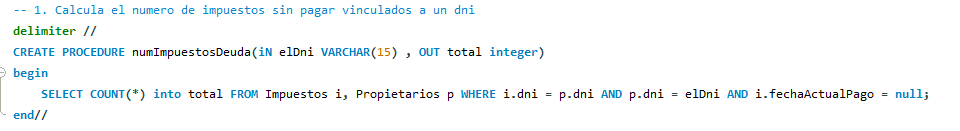 -- 1. Calcula el numero de impuestos sin pagar vinculados a un dni
delimiter //
CREATE PROCEDURE numImpuestosDeuda(iN elDni VARCHAR(15) , OUT total integer)
begin
SELECT COUNT(*) into total FROM Impuestos i, Propietarios p WHERE i.dni = p.dni AND p.dni = elDni AND i.fechaActualPago = null;
end//